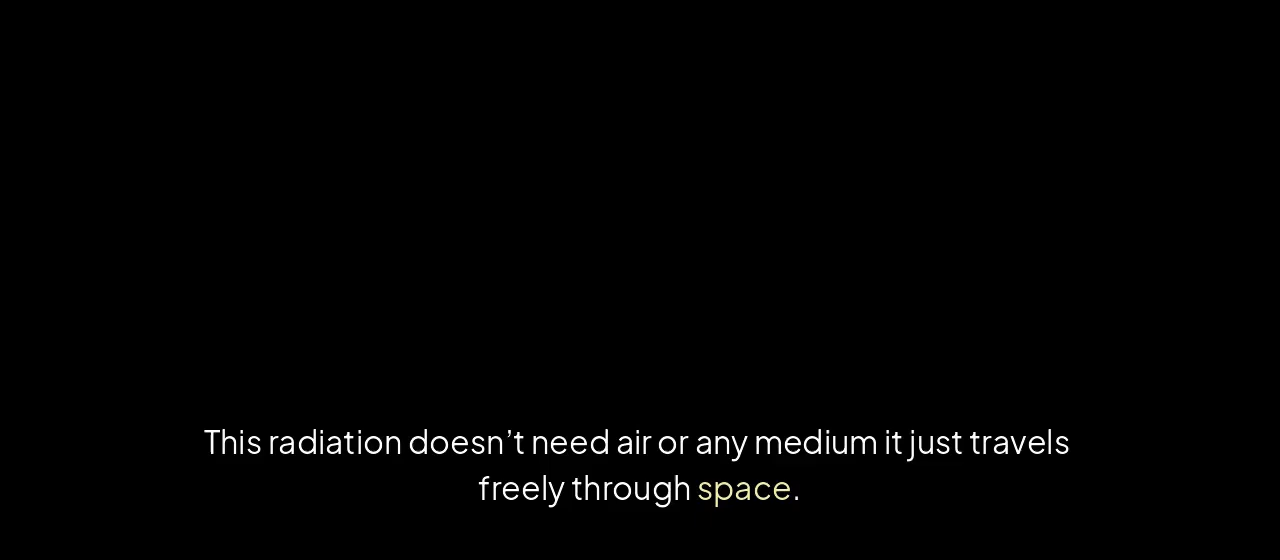 This radiation doesn’t need air or any medium it just travels
freely through space.